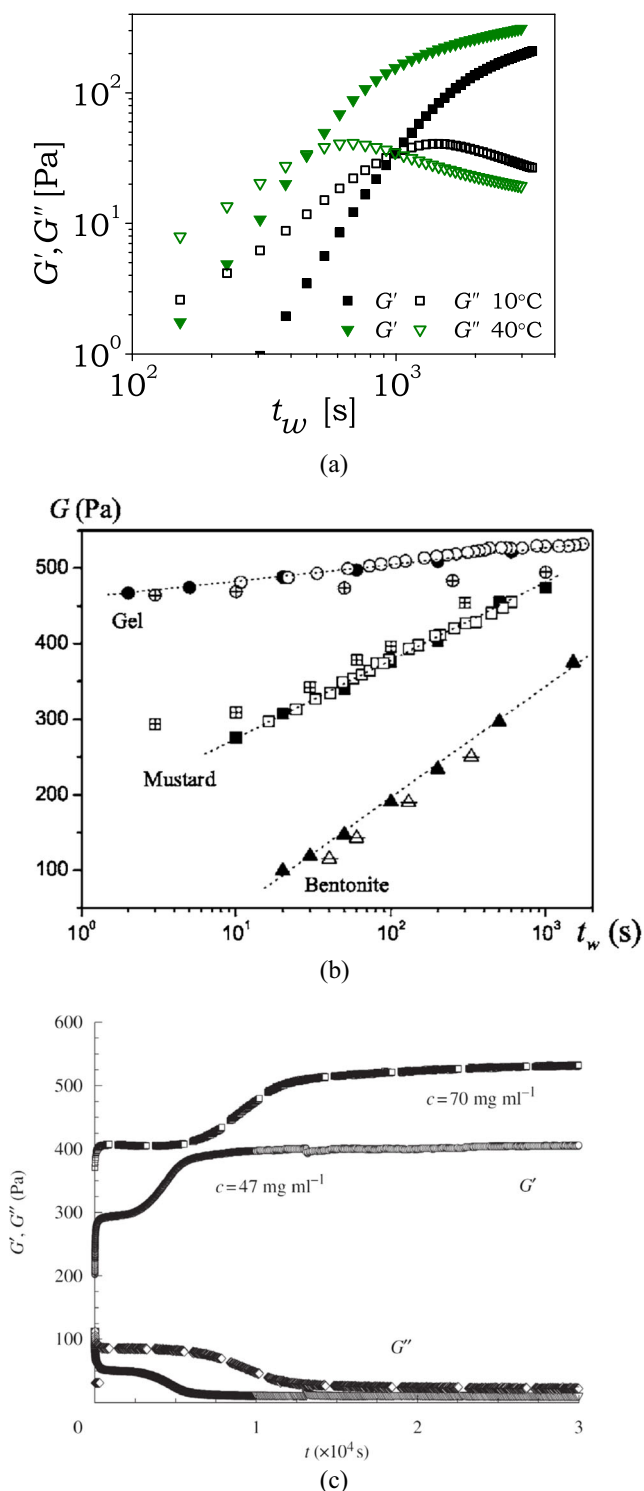 G′, G″ [Pa]
10²
10¹
10⁰
G′ G″ 10°C
G′ G″ 40°C
10² 10³
t_w [s]
(a)
G (Pa)
500
400
300
200
100
Gel
Mustard
Bentonite
10⁰ 10¹ 10² 10³ t_w (s)
(b)
G′, G″ (Pa)
600
500
400
300
200
100
c = 70 mg ml⁻¹
c = 47 mg ml⁻¹
G′
G″
0 1 2 3
t (×10⁴ s)
(c)